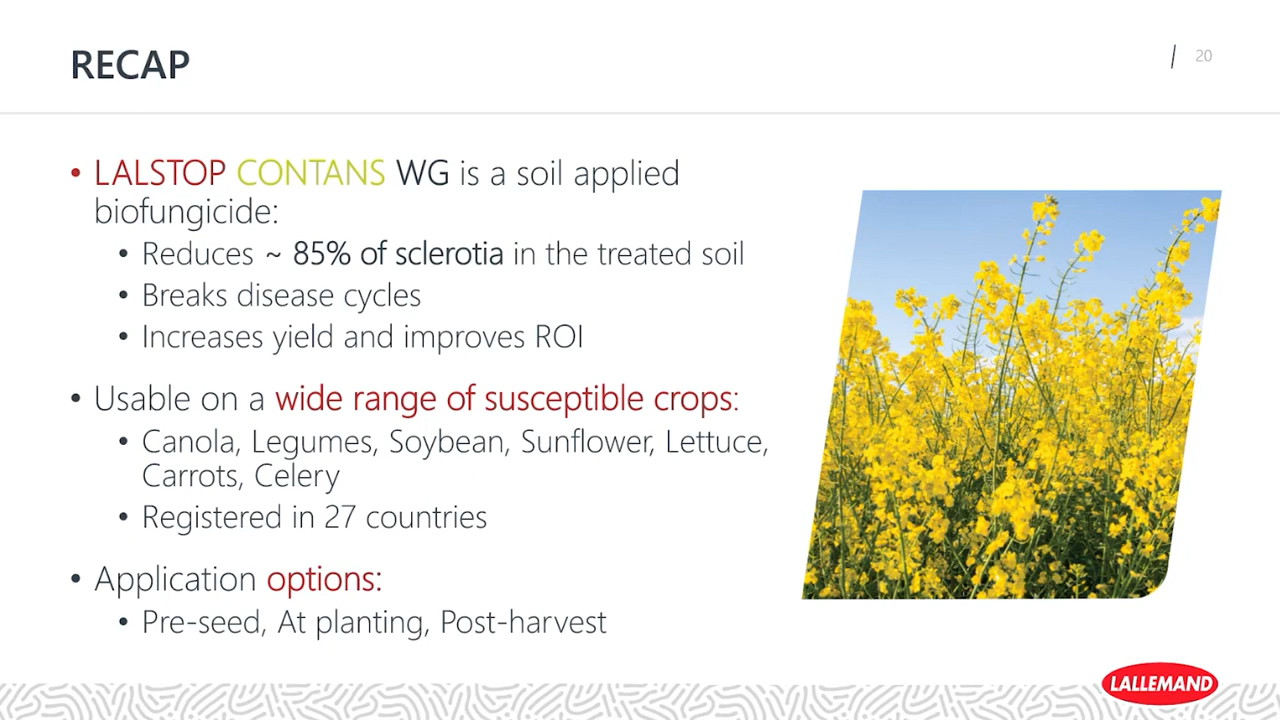 RECAP
20
• LALSTOP CONTANS WG is a soil applied
biofungicide:
• Reduces ~ 85% of sclerotia in the treated soil
• Breaks disease cycles
• Increases yield and improves ROI
• Usable on a wide range of susceptible crops:
• Canola, Legumes, Soybean, Sunflower, Lettuce,
Carrots, Celery
• Registered in 27 countries
• Application options:
• Pre-seed, At planting, Post-harvest
LALLEMAND